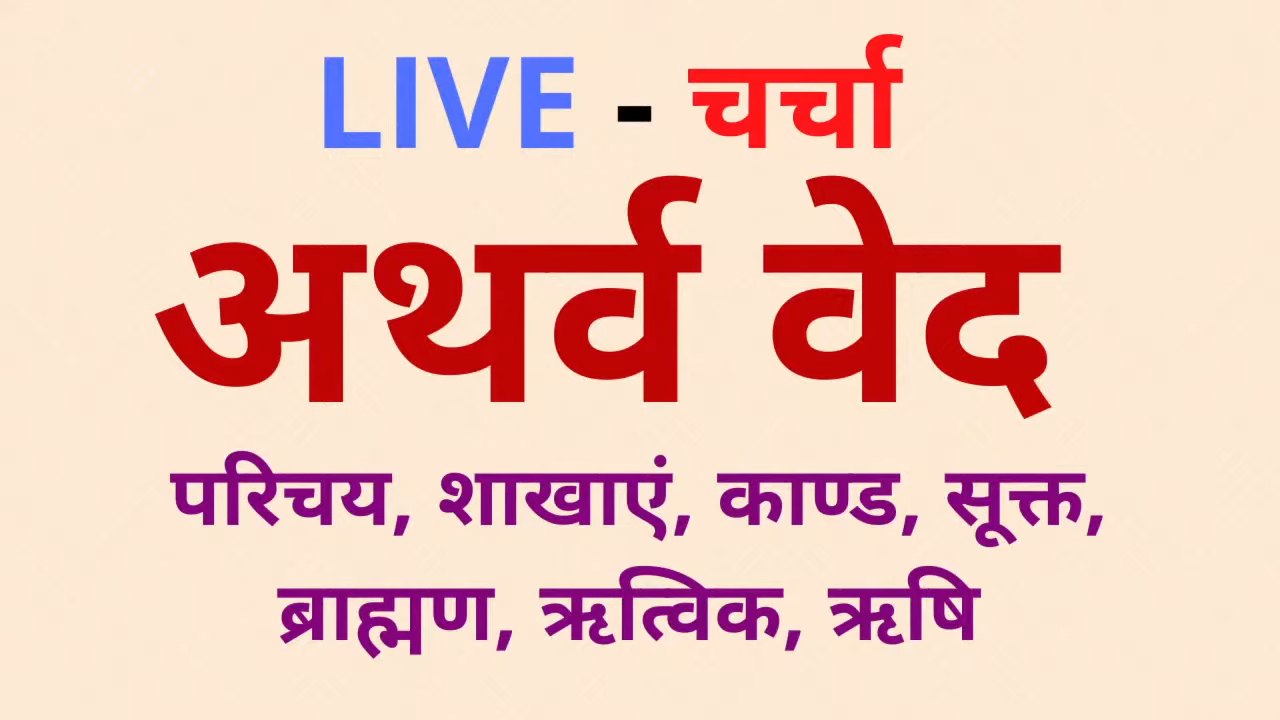 LIVE - चर्चा
अथर्व वेद
परिचय, शाखाएं, काण्ड, सूक्त,
ब्राह्मण, ऋत्विक, ऋषि